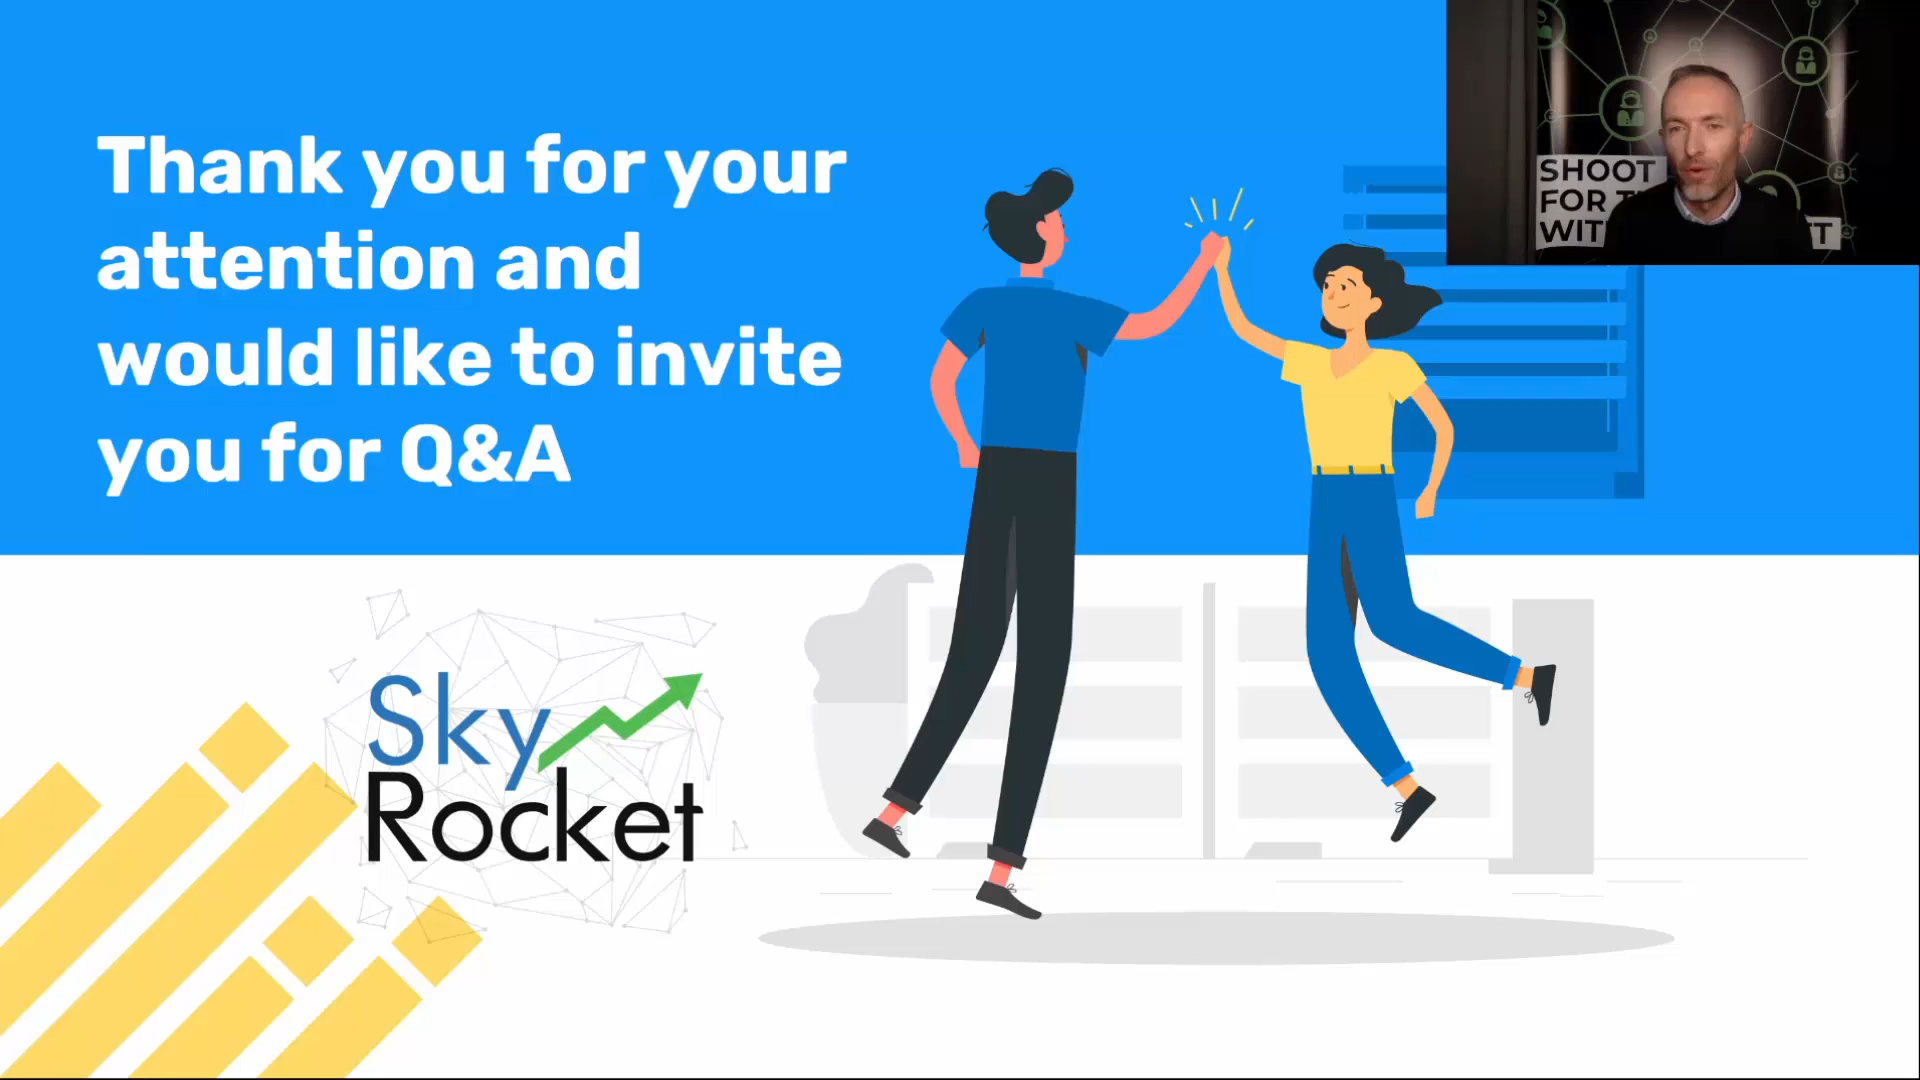 Thank you for your
attention and
would like to invite
you for Q&A
SHOOT
FOR
WIT
T
Sky
Rocket